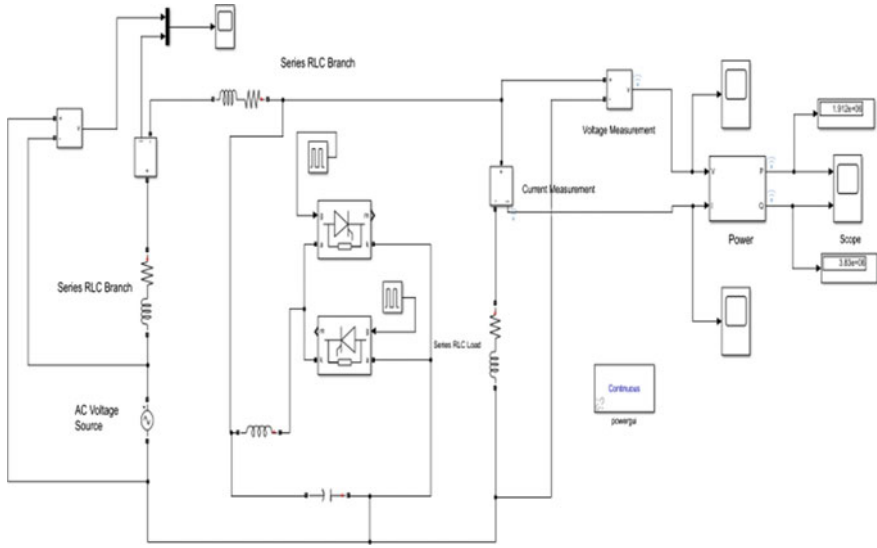 Series RLC Branch
1.912e+06
Voltage Measurement
Current Measurement
V
P
I
Q
Series RLC Branch
Power
Scope
3.83e+06
Series RLC Load
Continuous
powergui
AC Voltage
Source